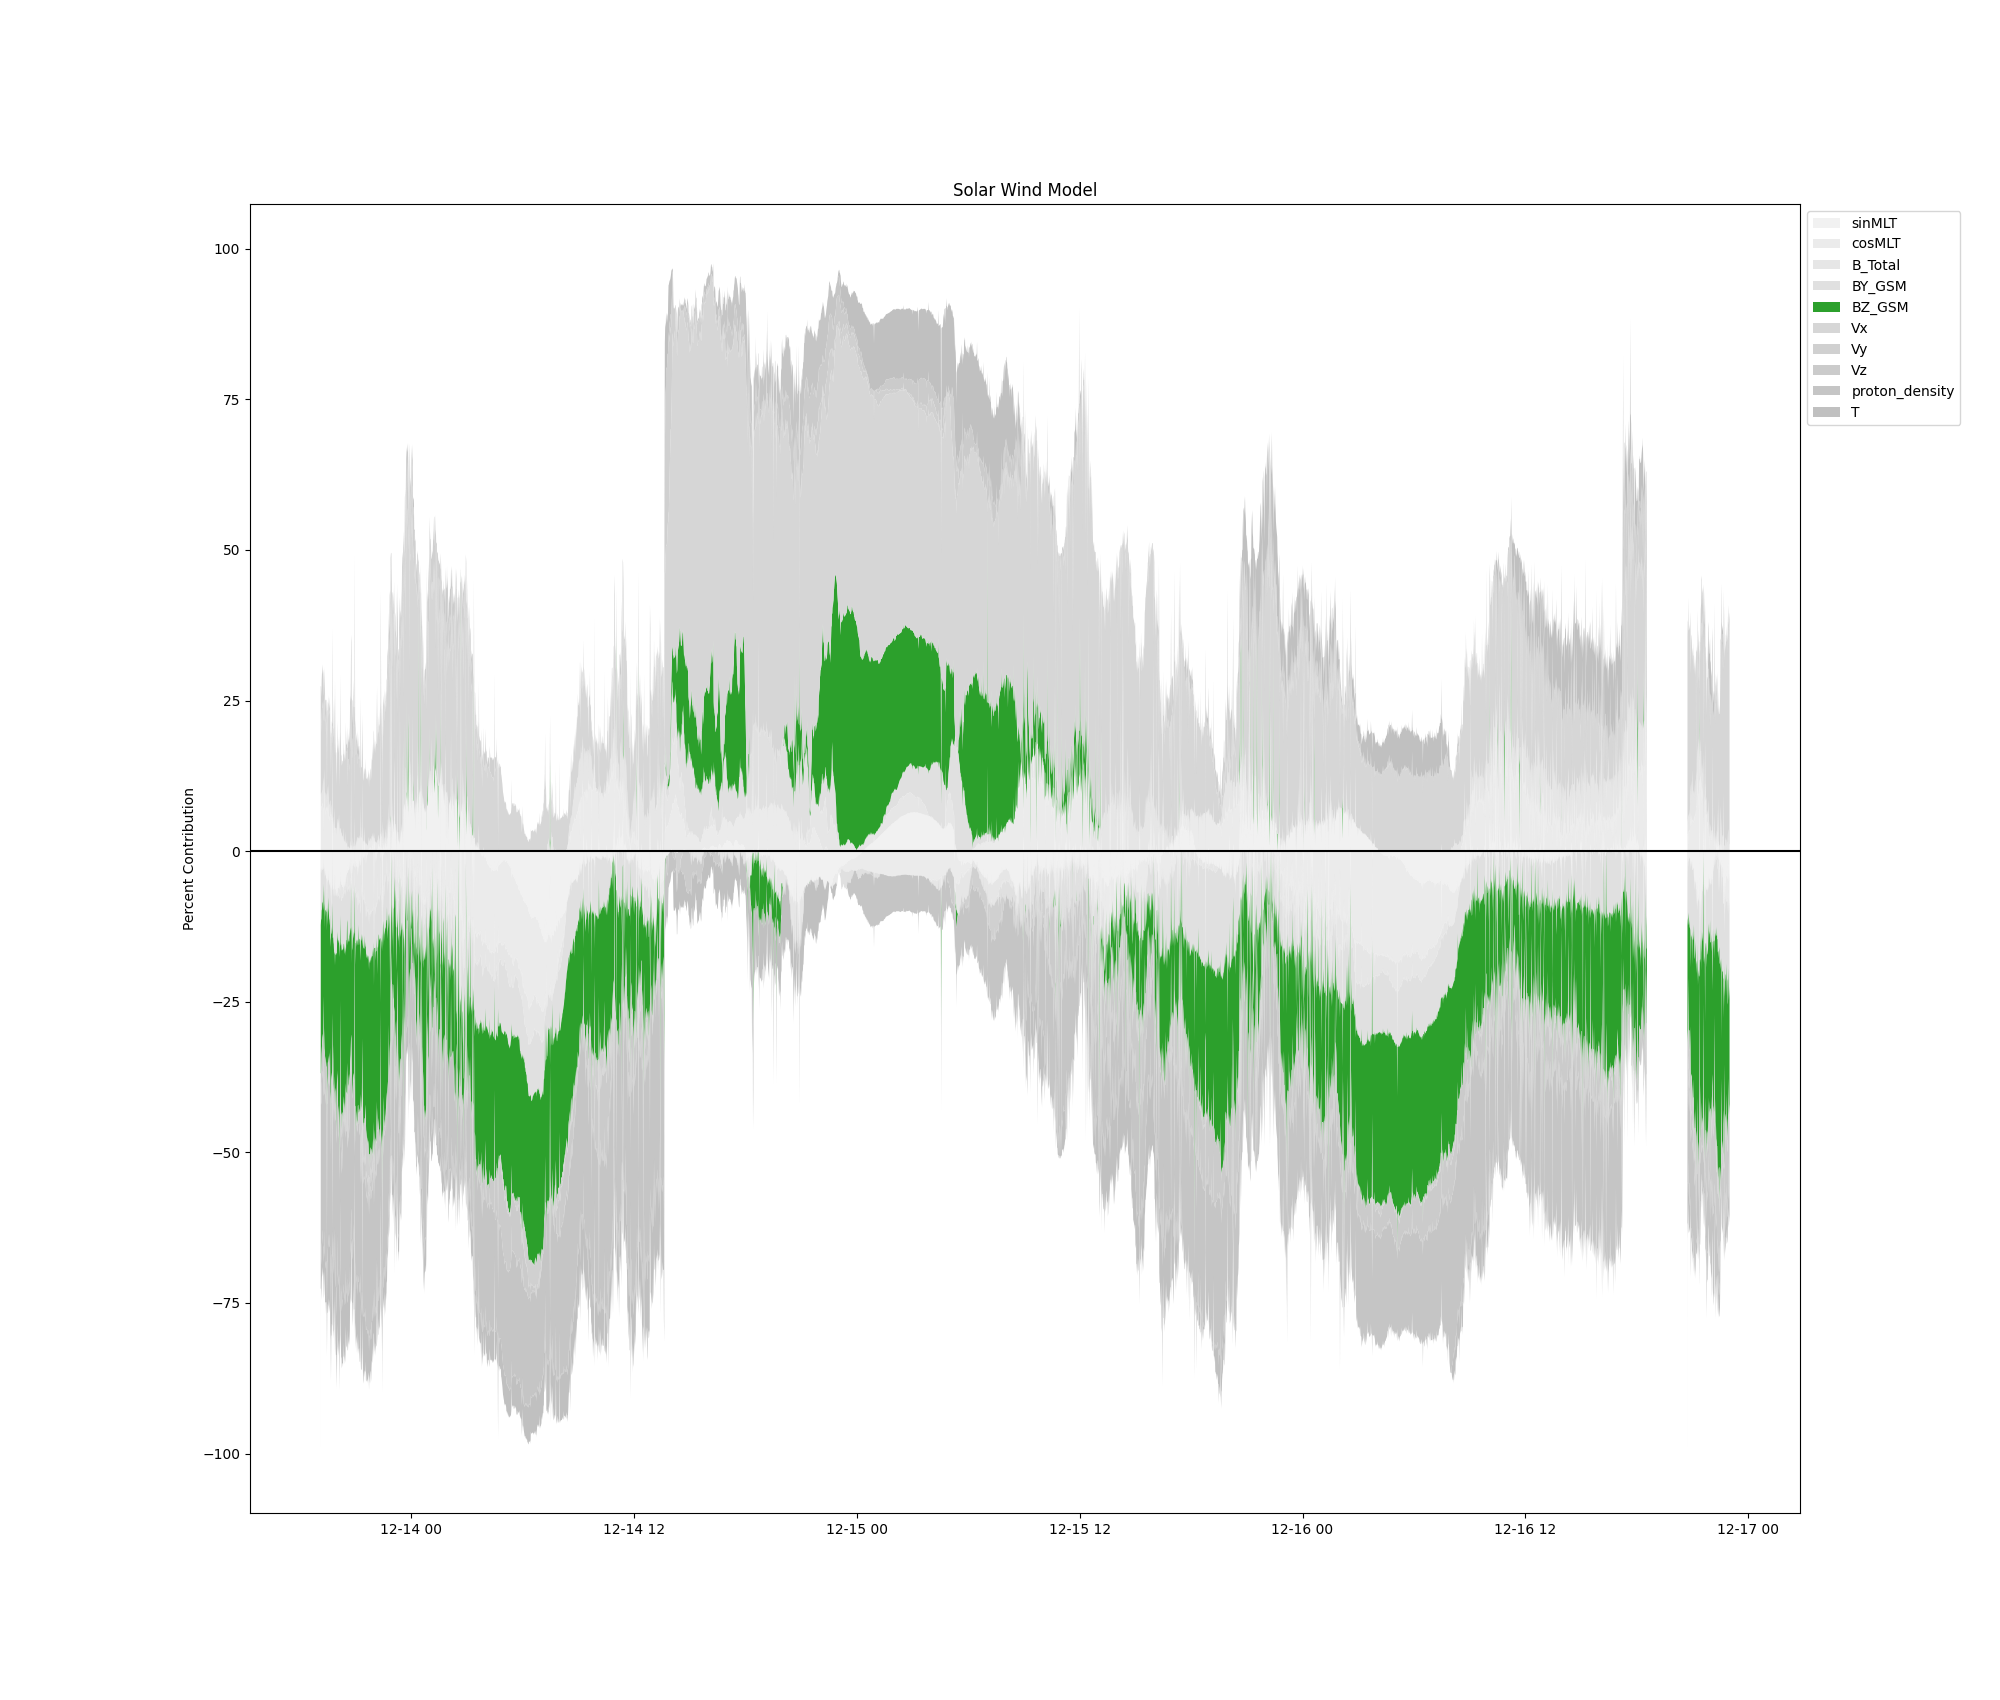 Solar Wind Model
sinMLT
cosMLT
B_Total
BY_GSM
BZ_GSM
Vx
Vy
Vz
proton_density
T
Percent Contribution
100
75
50
25
0
−25
−50
−75
−100
12-14 00
12-14 12
12-15 00
12-15 12
12-16 00
12-16 12
12-17 00